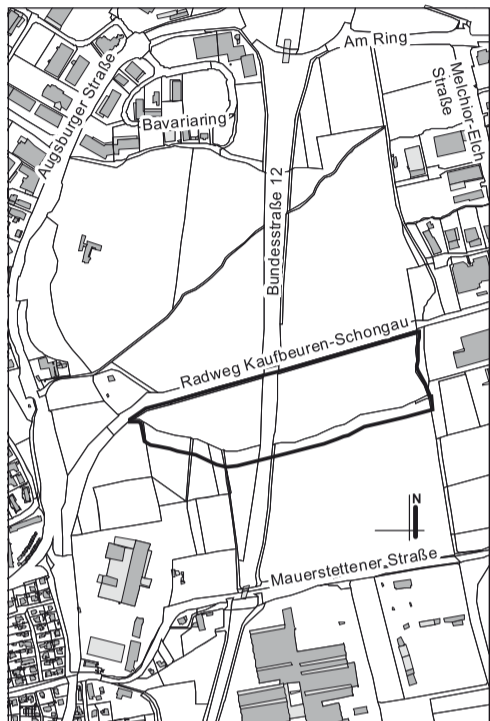 Am Ring
Augsburger Straße
Melchior-Elch
Straße
Bavariaring
Bundesstraße 12
Radweg Kaufbeuren-Schongau
N
Mauerstettener Straße